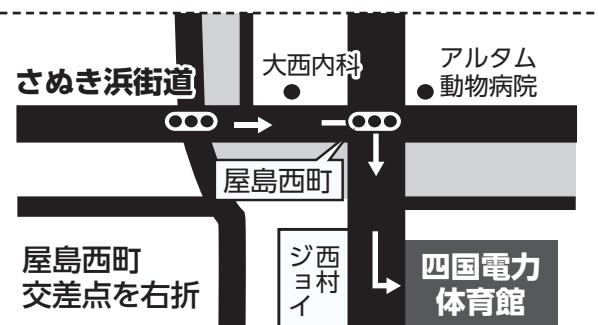 さぬき浜街道
大西内科
アルタム
動物病院
屋島西町
屋島西町
交差点を右折
西村
ジョイ
四国電力
体育館